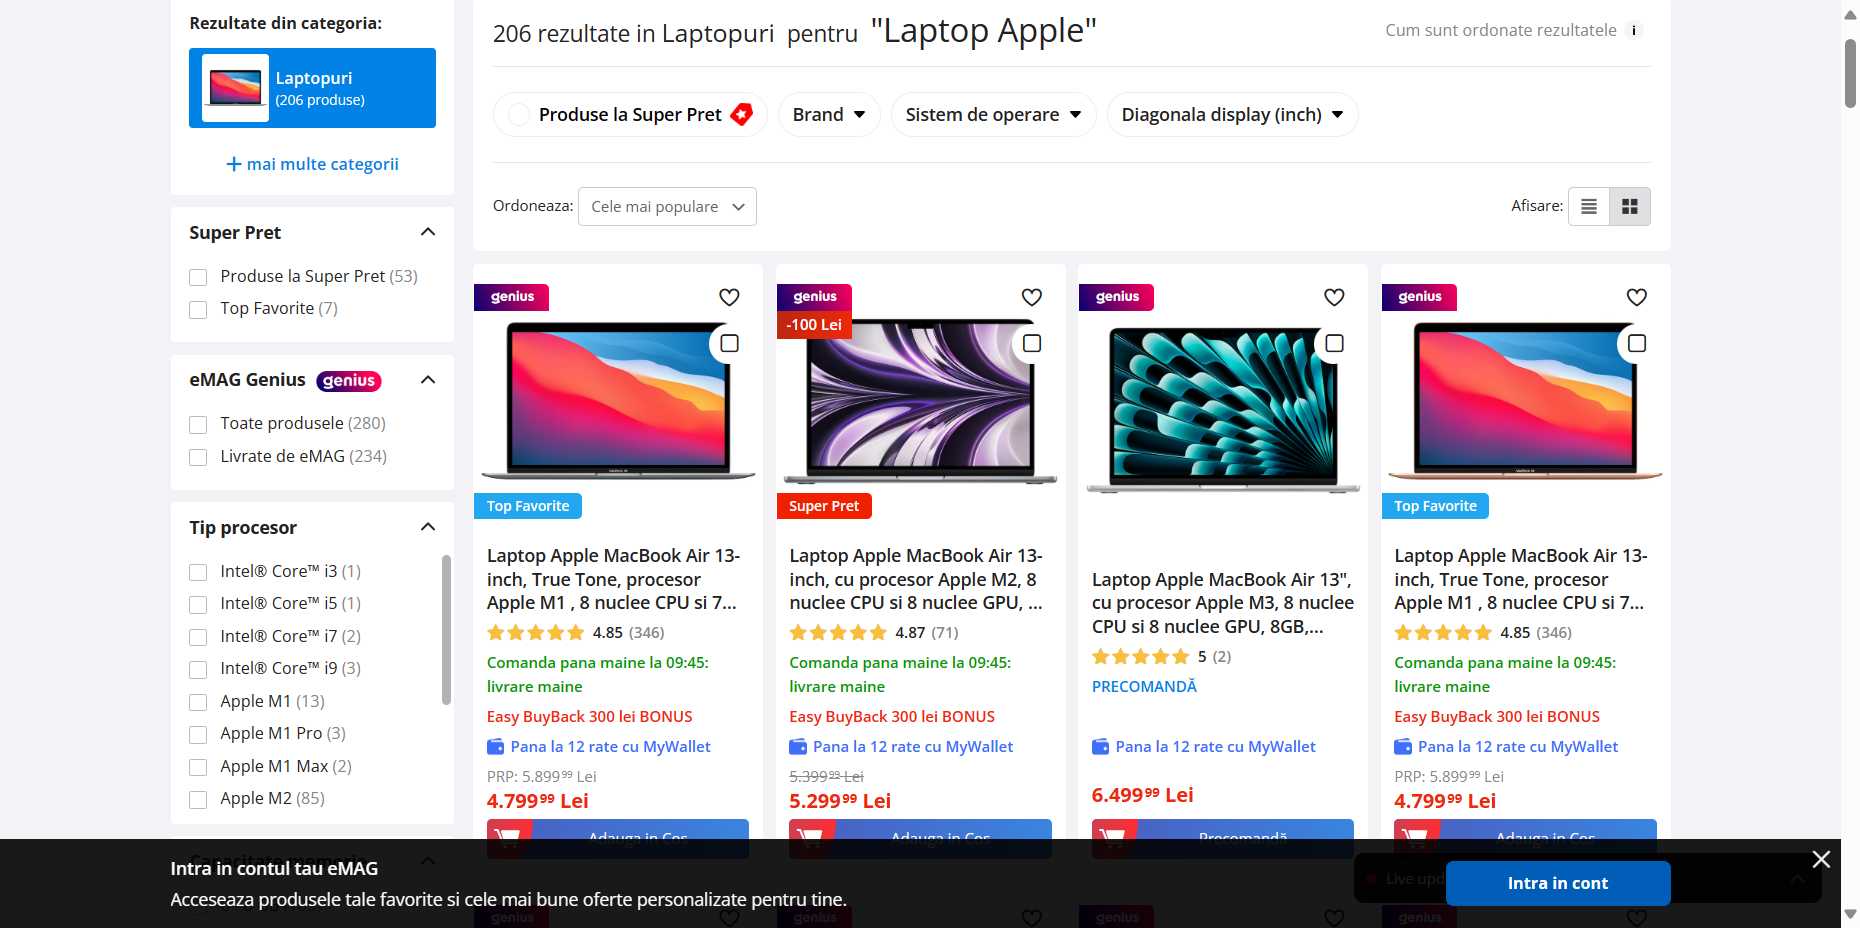 Rezultate din categoria:
Laptopuri
(206 produse)
mai multe categorii
Super Pret
Produse la Super Pret (53)
Top Favorite (7)
eMAG Genius genius
Toate produsele (280)
Livrate de eMAG (234)
Tip procesor
Intel® Core™ i3 (1)
Intel® Core™ i5 (1)
Intel® Core™ i7 (2)
Intel® Core™ i9 (3)
Apple M1 (13)
Apple M1 Pro (3)
Apple M1 Max (2)
Apple M2 (85)
206 rezultate in Laptopuri pentru "Laptop Apple"
Cum sunt ordonate rezultatele i
Produse la Super Pret
Brand
Sistem de operare
Diagonala display (inch)
Ordoneaza: Cele mai populare
Afisare:
genius
Top Favorite
Laptop Apple MacBook Air 13-
inch, True Tone, procesor
Apple M1 , 8 nuclee CPU si 7...
4.85 (346)
Comanda pana maine la 09:45:
livrare maine
Easy BuyBack 300 lei BONUS
Pana la 12 rate cu MyWallet
PRP: 5.899⁹⁹ Lei
4.799⁹⁹ Lei
Adauga in Cos
genius
-100 Lei
Super Pret
Laptop Apple MacBook Air 13-
inch, cu procesor Apple M2, 8
nuclee CPU si 8 nuclee GPU, ...
4.87 (71)
Comanda pana maine la 09:45:
livrare maine
Easy BuyBack 300 lei BONUS
Pana la 12 rate cu MyWallet
5.399⁹⁹ Lei
5.299⁹⁹ Lei
Adauga in Cos
genius
Laptop Apple MacBook Air 13",
cu procesor Apple M3, 8 nuclee
CPU si 8 nuclee GPU, 8GB,...
5 (2)
PRECOMANDĂ
Pana la 12 rate cu MyWallet
6.499⁹⁹ Lei
Precomandă
genius
Top Favorite
Laptop Apple MacBook Air 13-
inch, True Tone, procesor
Apple M1 , 8 nuclee CPU si 7...
4.85 (346)
Comanda pana maine la 09:45:
livrare maine
Easy BuyBack 300 lei BONUS
Pana la 12 rate cu MyWallet
PRP: 5.899⁹⁹ Lei
4.799⁹⁹ Lei
Adauga in Cos
Capacitate memorie
Intra in contul tau eMAG
Acceseaza produsele tale favorite si cele mai bune oferte personalizate pentru tine.
Live upd
Intra in cont
genius
genius
genius
genius